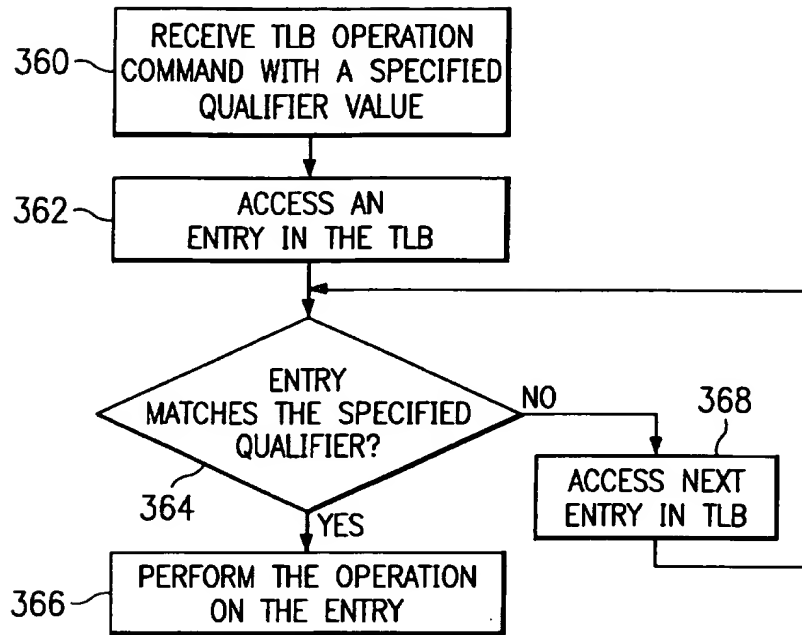 360
RECEIVE TLB OPERATION
COMMAND WITH A SPECIFIED
QUALIFIER VALUE
362
ACCESS AN
ENTRY IN THE TLB
ENTRY
MATCHES THE SPECIFIED
QUALIFIER?
364
NO
368
ACCESS NEXT
ENTRY IN TLB
YES
366
PERFORM THE OPERATION
ON THE ENTRY